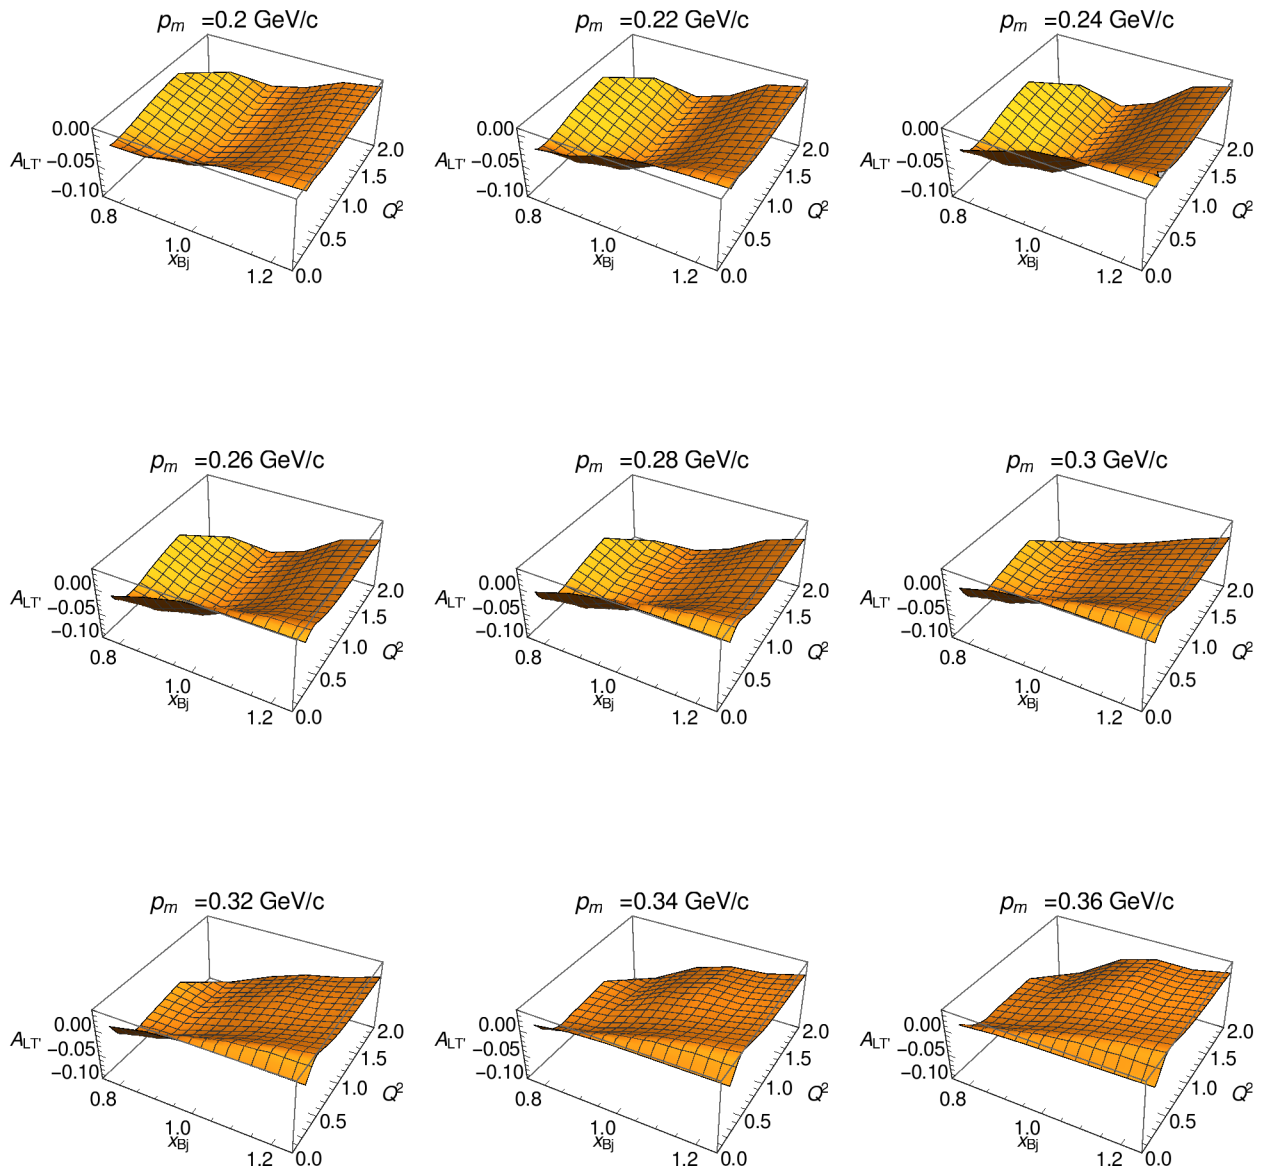 p_m =0.2 GeV/c
0.00
A_LT' −0.05
−0.10
0.8
1.0
x_Bj
1.2
0.0
0.5
1.0
Q²
1.5
2.0
p_m =0.22 GeV/c
0.00
A_LT' −0.05
−0.10
0.8
1.0
x_Bj
1.2
0.0
0.5
1.0
Q²
1.5
2.0
p_m =0.24 GeV/c
0.00
A_LT' −0.05
−0.10
0.8
1.0
x_Bj
1.2
0.0
0.5
1.0
Q²
1.5
2.0
p_m =0.26 GeV/c
0.00
A_LT' −0.05
−0.10
0.8
1.0
x_Bj
1.2
0.0
0.5
1.0
Q²
1.5
2.0
p_m =0.28 GeV/c
0.00
A_LT' −0.05
−0.10
0.8
1.0
x_Bj
1.2
0.0
0.5
1.0
Q²
1.5
2.0
p_m =0.3 GeV/c
0.00
A_LT' −0.05
−0.10
0.8
1.0
x_Bj
1.2
0.0
0.5
1.0
Q²
1.5
2.0
p_m =0.32 GeV/c
0.00
A_LT' −0.05
−0.10
0.8
1.0
x_Bj
1.2
0.0
0.5
1.0
Q²
1.5
2.0
p_m =0.34 GeV/c
0.00
A_LT' −0.05
−0.10
0.8
1.0
x_Bj
1.2
0.0
0.5
1.0
Q²
1.5
2.0
p_m =0.36 GeV/c
0.00
A_LT' −0.05
−0.10
0.8
1.0
x_Bj
1.2
0.0
0.5
1.0
Q²
1.5
2.0